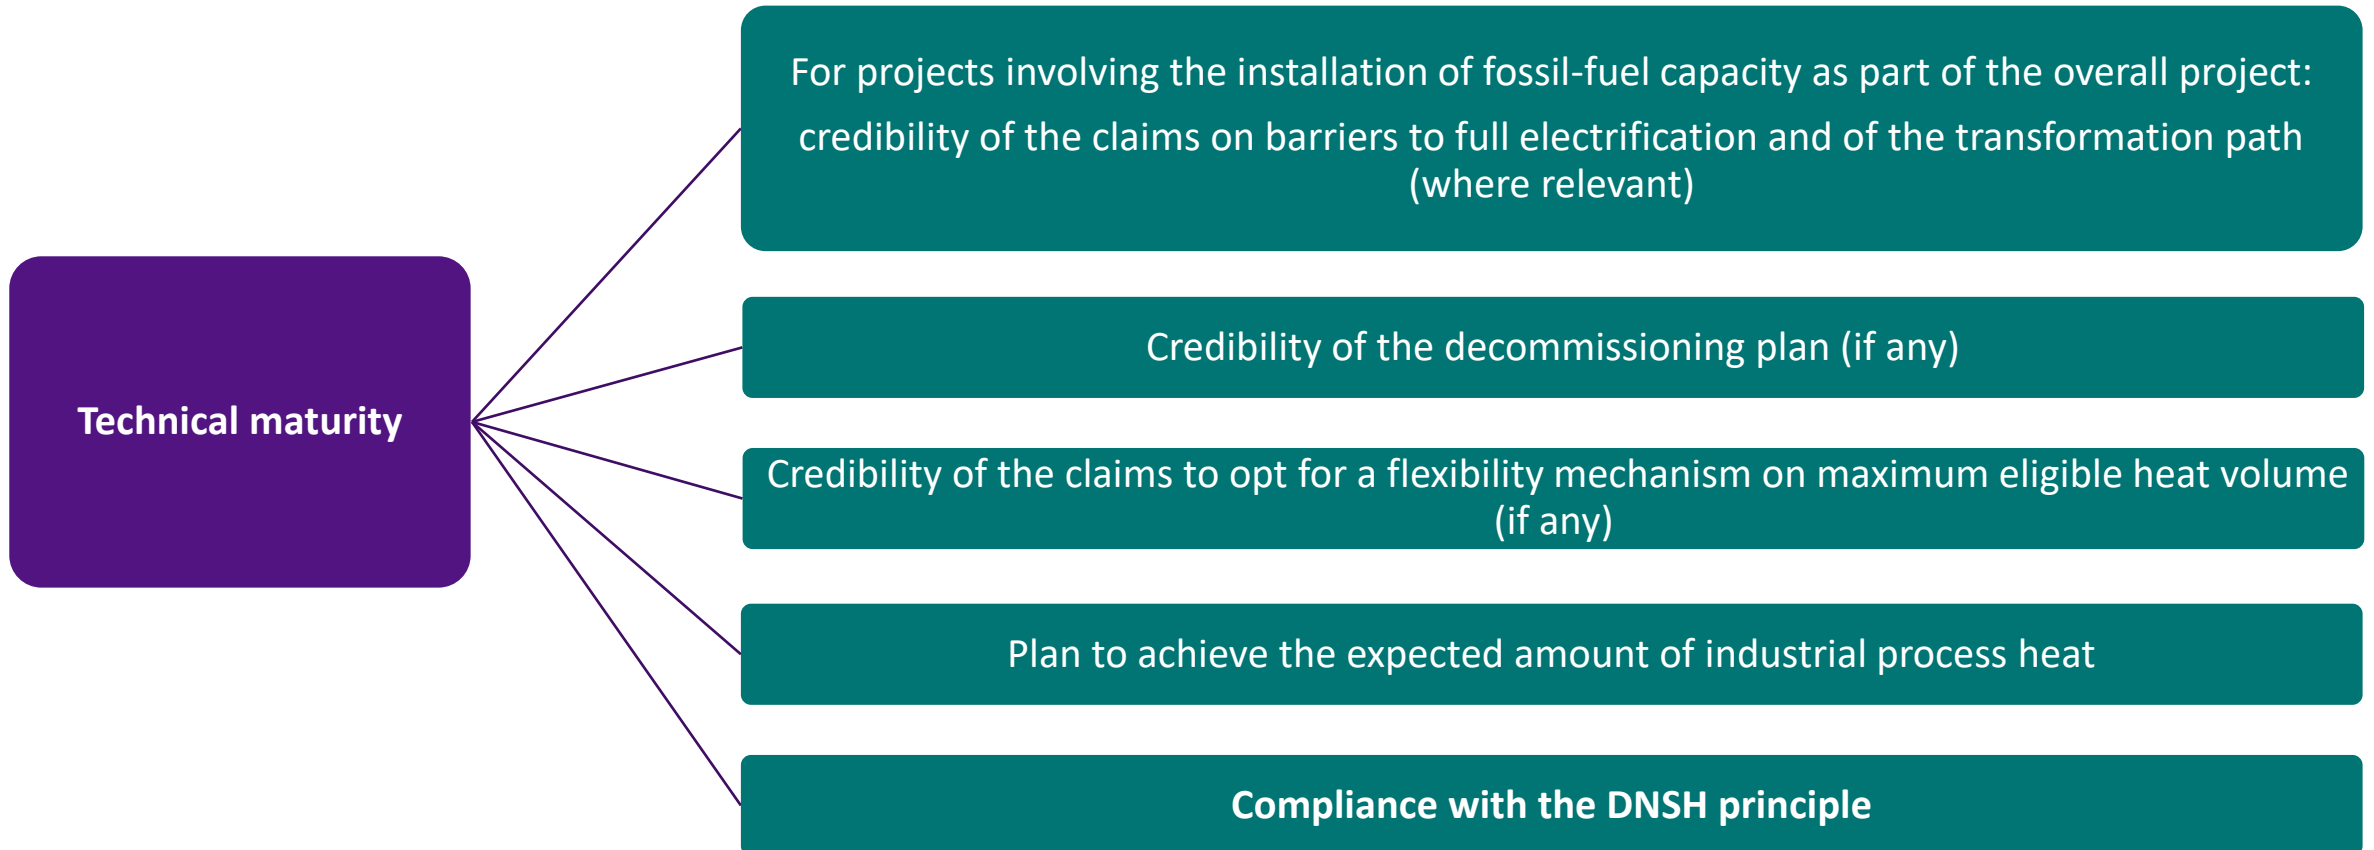 For projects involving the installation of fossil-fuel capacity as part of the overall project:
credibility of the claims on barriers to full electrification and of the transformation path
(where relevant)
Credibility of the decommissioning plan (if any)
Technical maturity
Credibility of the claims to opt for a flexibility mechanism on maximum eligible heat volume
(if any)
Plan to achieve the expected amount of industrial process heat
Compliance with the DNSH principle